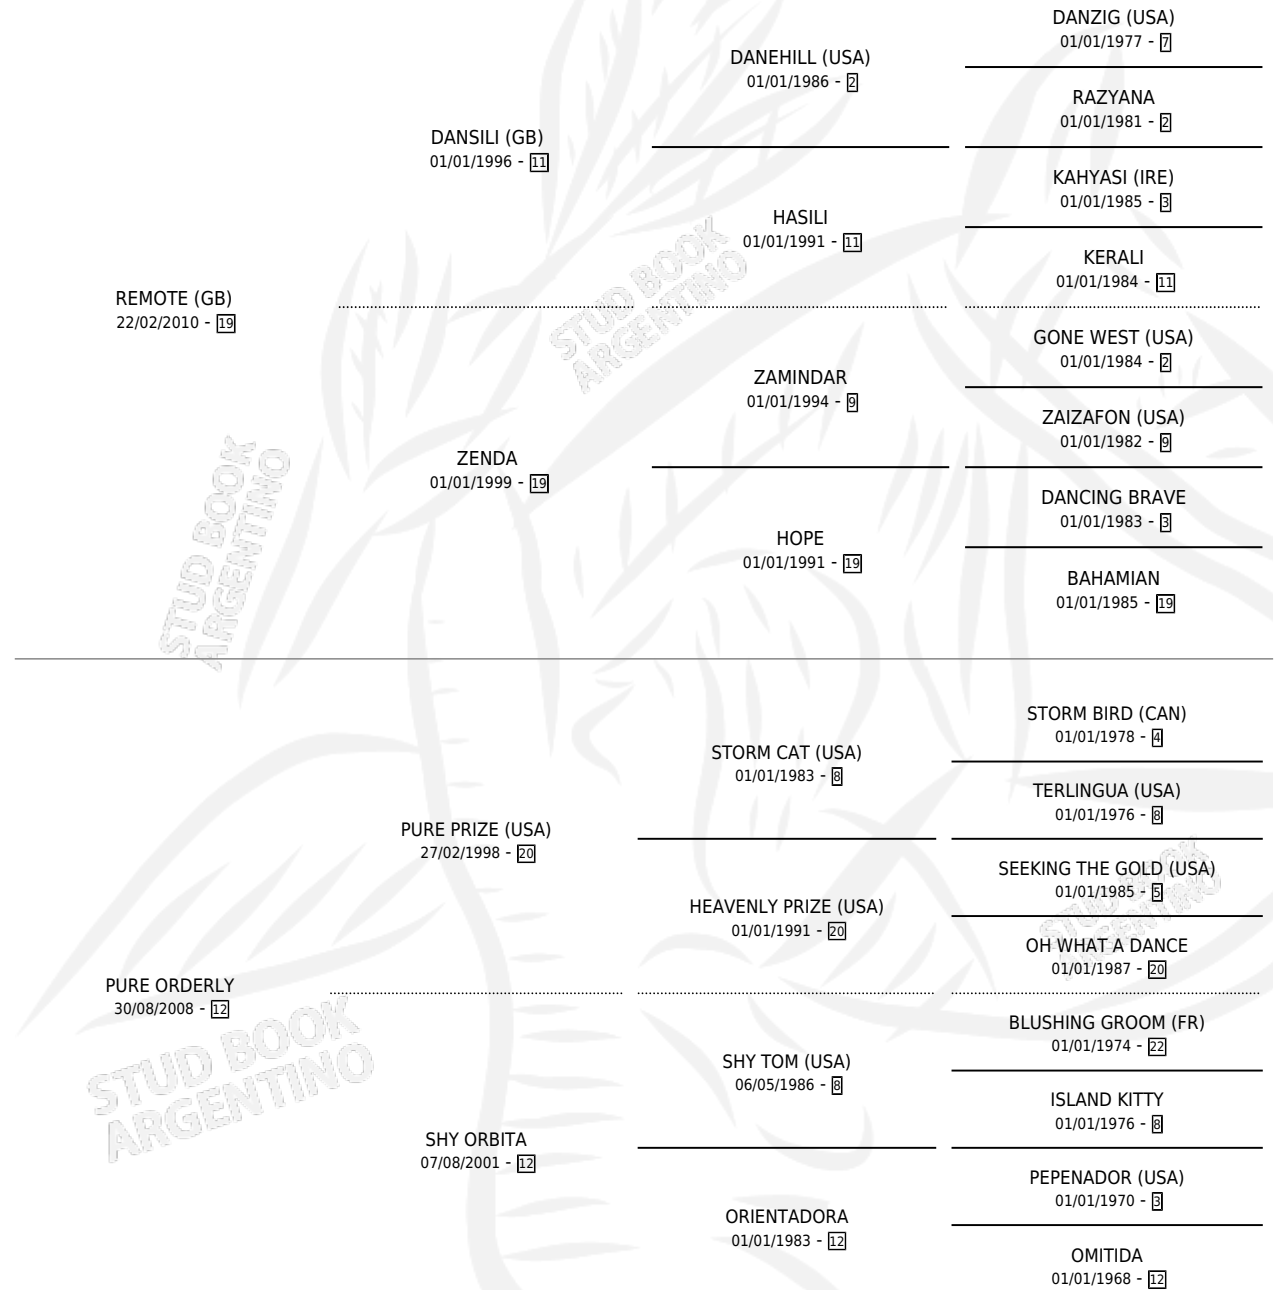 DANZIG (USA)
01/01/1977 - 7
DANEHILL (USA)
01/01/1986 - 2
RAZYANA
01/01/1981 - 2
DANSILI (GB)
01/01/1996 - 11
KAHYASI (IRE)
01/01/1985 - 3
HASILI
01/01/1991 - 11
KERALI
01/01/1984 - 11
REMOTE (GB)
22/02/2010 - 19
GONE WEST (USA)
01/01/1984 - 2
ZAMINDAR
01/01/1994 - 9
ZAIZAFON (USA)
01/01/1982 - 9
ZENDA
01/01/1999 - 19
DANCING BRAVE
01/01/1983 - 3
HOPE
01/01/1991 - 19
BAHAMIAN
01/01/1985 - 19
STORM BIRD (CAN)
01/01/1978 - 4
STORM CAT (USA)
01/01/1983 - 8
TERLINGUA (USA)
01/01/1976 - 8
PURE PRIZE (USA)
27/02/1998 - 20
SEEKING THE GOLD (USA)
01/01/1985 - 5
HEAVENLY PRIZE (USA)
01/01/1991 - 20
OH WHAT A DANCE
01/01/1987 - 20
PURE ORDERLY
30/08/2008 - 12
BLUSHING GROOM (FR)
01/01/1974 - 22
SHY TOM (USA)
06/05/1986 - 8
ISLAND KITTY
01/01/1976 - 8
SHY ORBITA
07/08/2001 - 12
PEPENADOR (USA)
01/01/1970 - 3
ORIENTADORA
01/01/1983 - 12
OMITIDA
01/01/1968 - 12
STUD BOOK
ARGENTINO
STUD BOOK
ARGENTINO
STUD BOOK
ARGENTINO
STUD BOOK
ARGENTINO